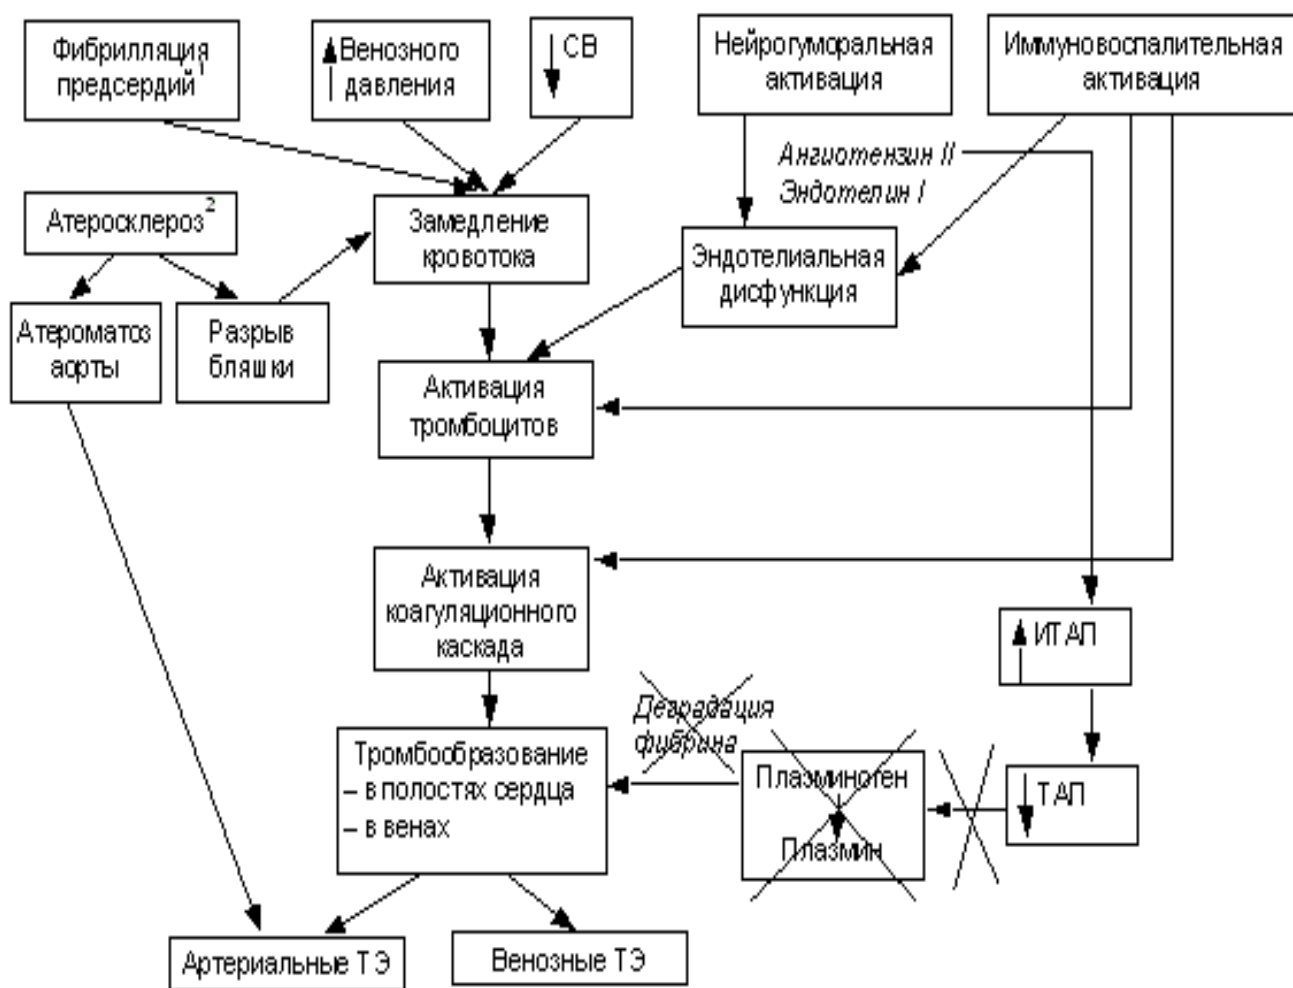 Фибрилляция
предсердий1
Венозного
давления
СВ
Нейрогуморальная
активация
Иммуновоспалительная
активация
Ангиотензин II
Эндотелин I
Атеросклероз2
Замедление
кровотока
Эндотелиальная
дисфункция
Атероматоз
аорты
Разрыв
бляшки
Активация
тромбоцитов
Активация
коагуляционного
каскада
ИТАП
Деградация
фибрина
Тромбообразование
– в полостях сердца
– в венах
Плазминоген
Плазмин
ТАП
Артериальные ТЭ
Венозные ТЭ